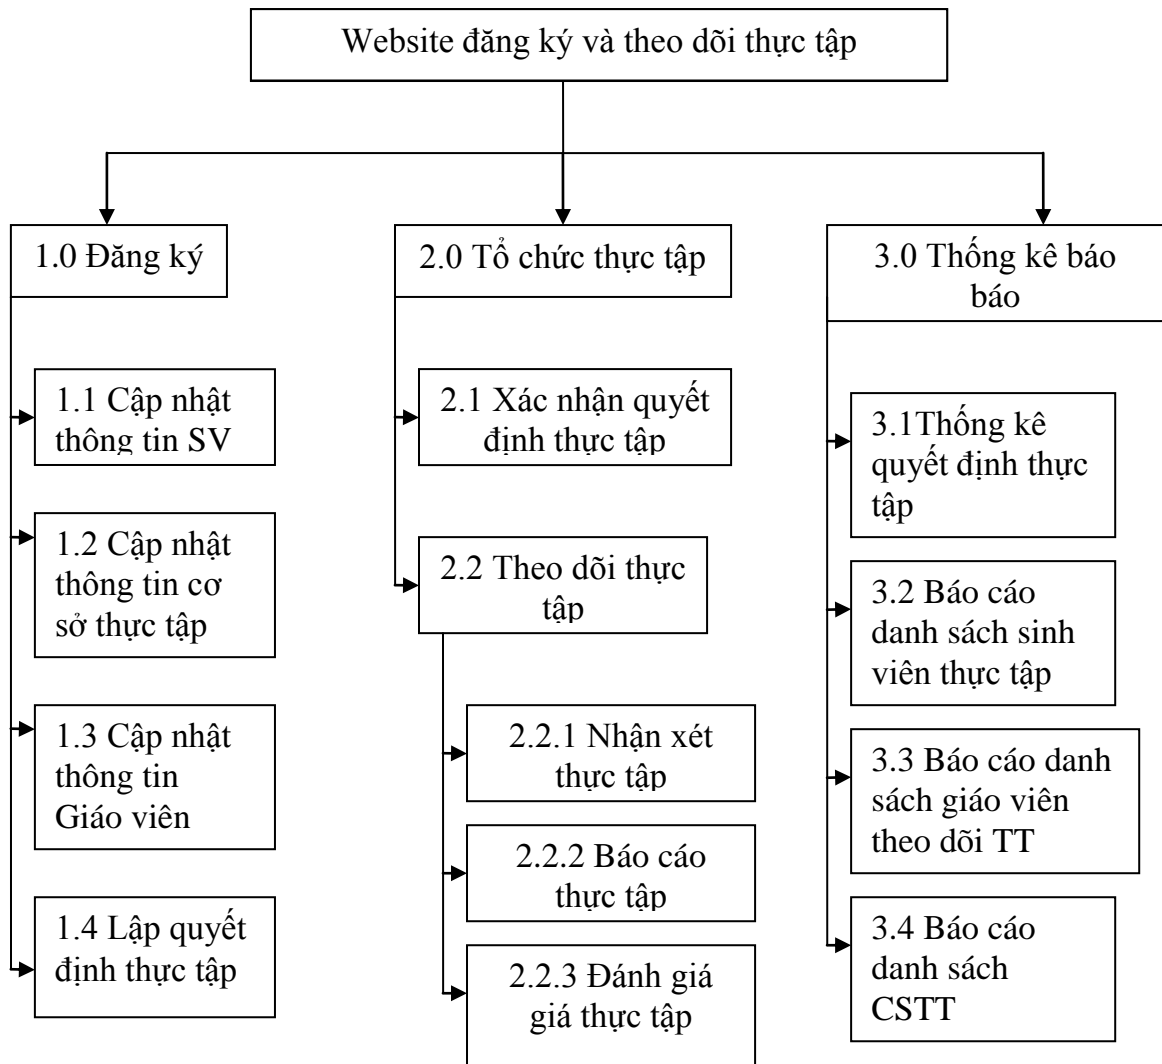 Website đăng ký và theo dõi thực tập
1.0 Đăng ký
1.1 Cập nhật
thông tin SV
1.2 Cập nhật
thông tin cơ
sở thực tập
1.3 Cập nhật
thông tin
Giáo viên
1.4 Lập quyết
định thực tập
2.0 Tổ chức thực tập
2.1 Xác nhận quyết
định thực tập
2.2 Theo dõi thực
tập
2.2.1 Nhận xét
thực tập
2.2.2 Báo cáo
thực tập
2.2.3 Đánh giá
giá thực tập
3.0 Thống kê báo
báo
3.1Thống kê
quyết định thực
tập
3.2 Báo cáo
danh sách sinh
viên thực tập
3.3 Báo cáo danh
sách giáo viên
theo dõi TT
3.4 Báo cáo
danh sách
CSTT